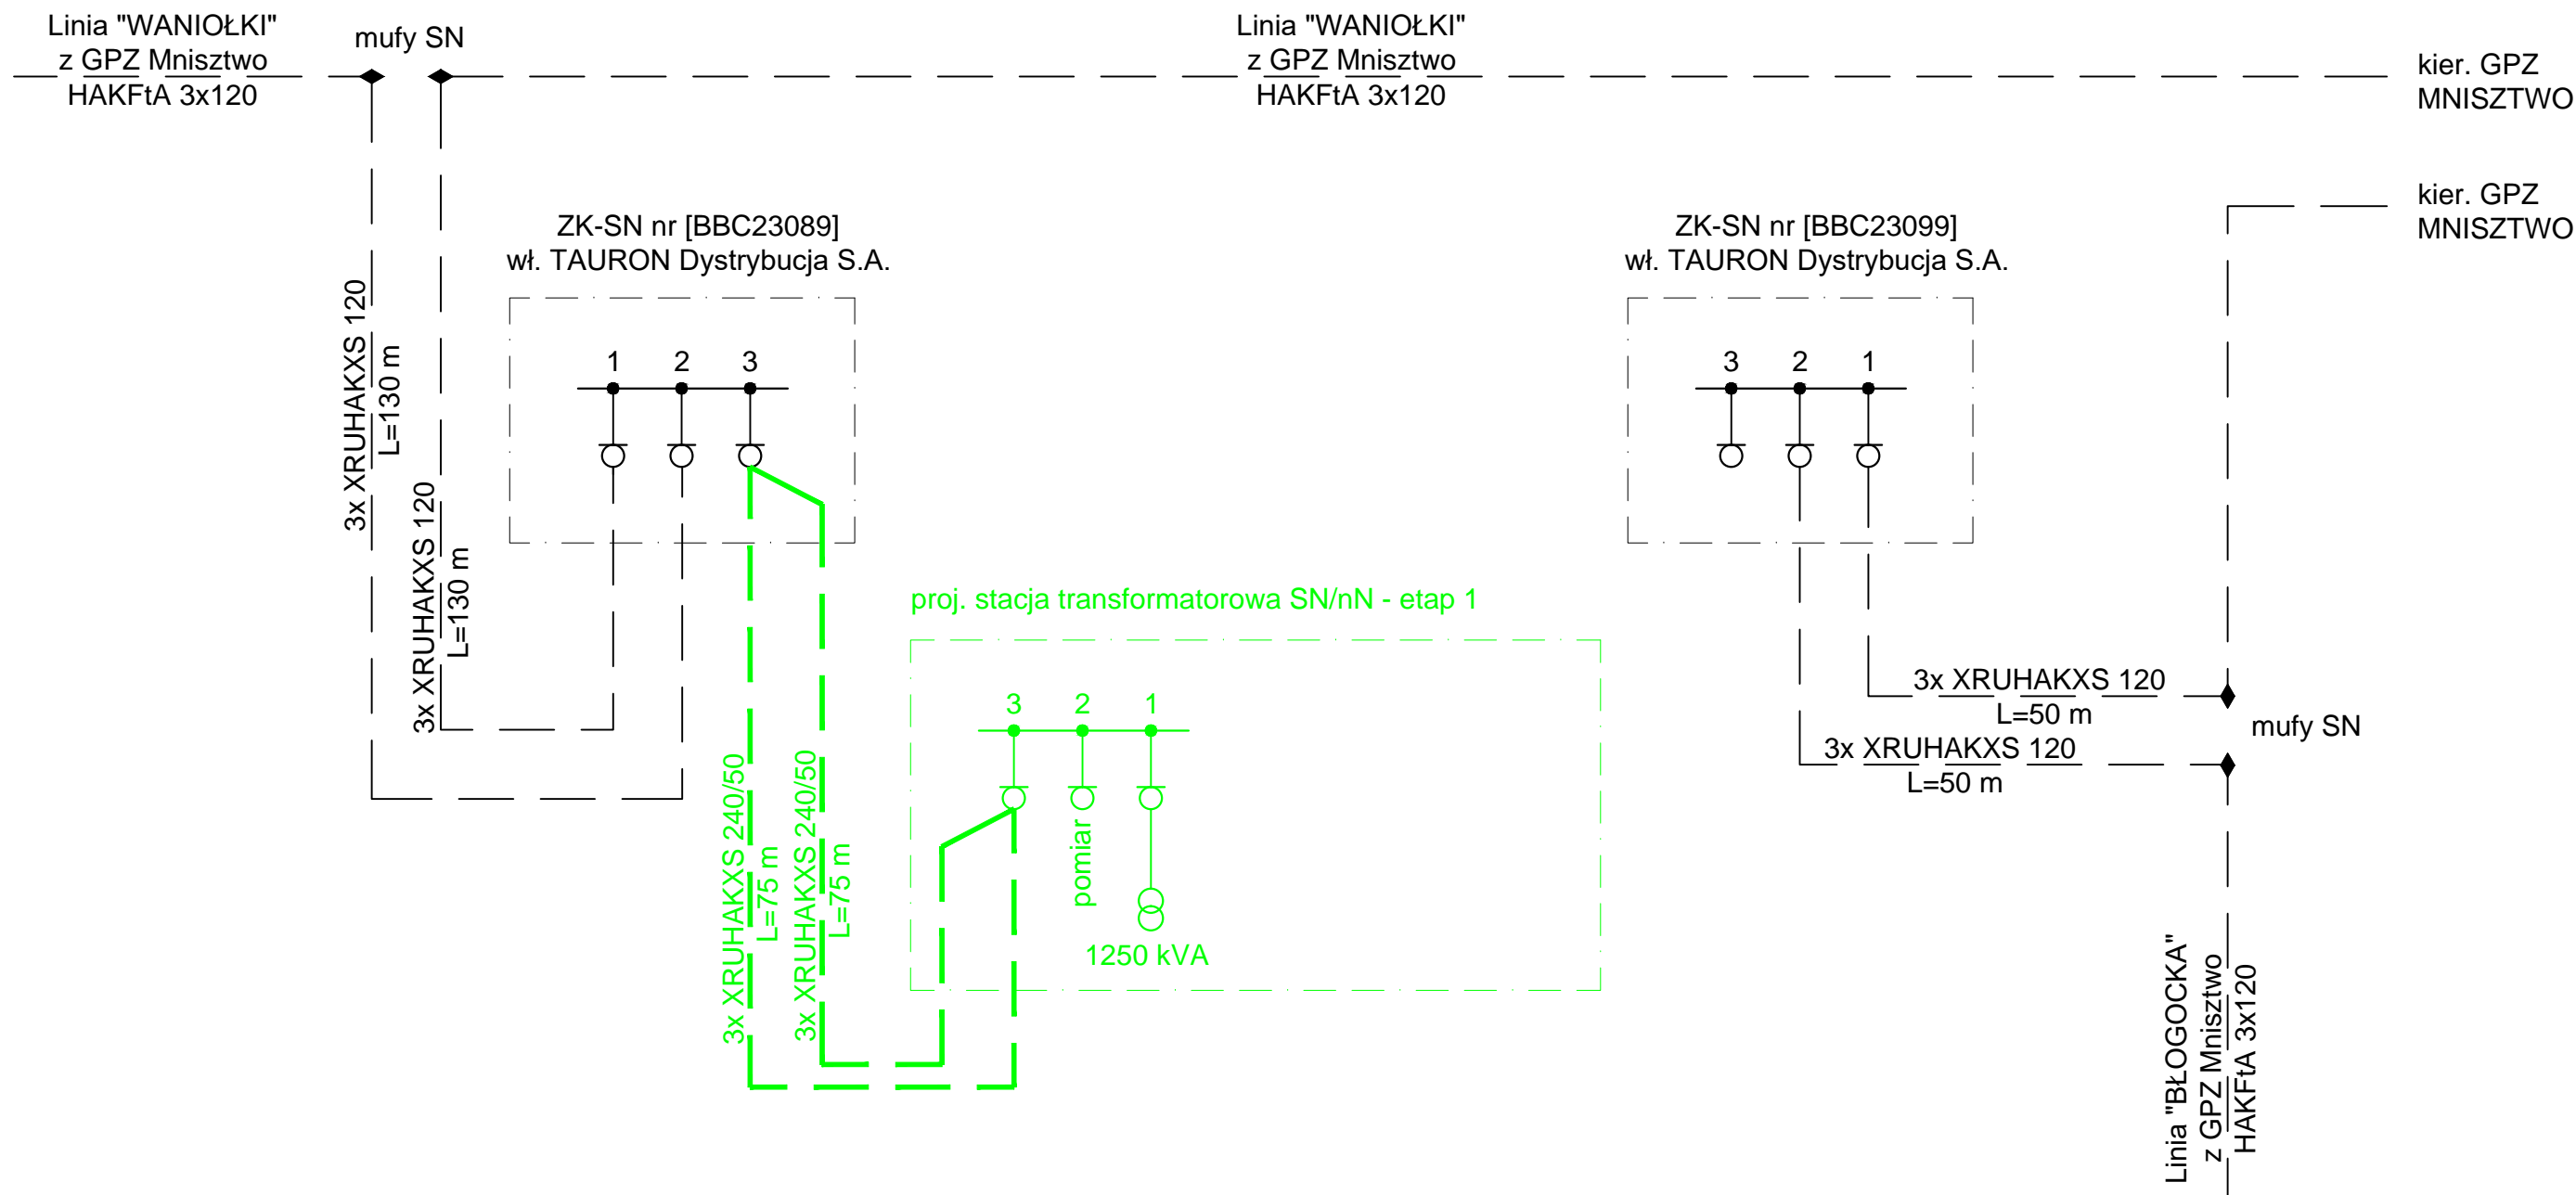 Linia "WANIOŁKI"
z GPZ Mnisztwo
HAKFtA 3x120
mufy SN
Linia "WANIOŁKI"
z GPZ Mnisztwo
HAKFtA 3x120
kier. GPZ
MNISZTWO
kier. GPZ
MNISZTWO
ZK-SN nr [BBC23089]
wł. TAURON Dystrybucja S.A.
1 2 3
ZK-SN nr [BBC23099]
wł. TAURON Dystrybucja S.A.
3 2 1
3x XRUHAKXS 120
L=130 m
3x XRUHAKXS 120
L=130 m
proj. stacja transformatorowa SN/nN - etap 1
3 2 1
pomiar
1250 kVA
3x XRUHAKXS 240/50
L=75 m
3x XRUHAKXS 240/50
L=75 m
3x XRUHAKXS 120
L=50 m
mufy SN
3x XRUHAKXS 120
L=50 m
Linia "BŁOGOCKA"
z GPZ Mnisztwo
HAKFtA 3x120